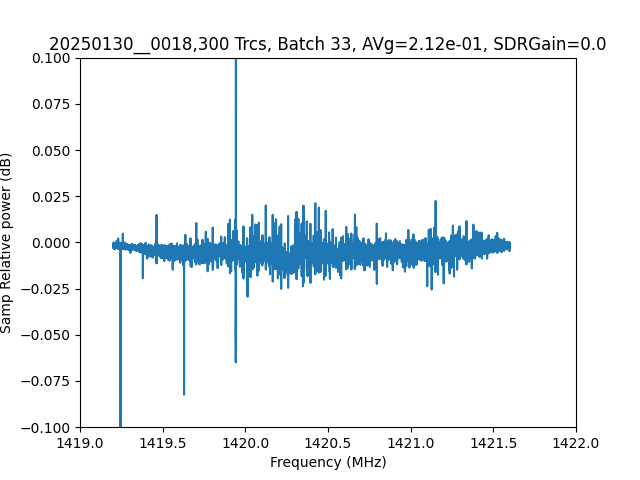 20250130__0018,300 Trcs, Batch 33, AVg=2.12e-01, SDRGain=0.0
0.100
0.075
0.050
0.025
0.000
−0.025
−0.050
−0.075
−0.100
Samp Relative power (dB)
1419.0 1419.5 1420.0 1420.5 1421.0 1421.5 1422.0
Frequency (MHz)